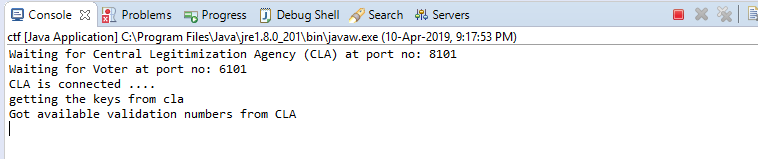 Console Problems Progress Debug Shell Search Servers
ctf [Java Application] C:\Program Files\Java\jre1.8.0_201\bin\javaw.exe (10-Apr-2019, 9:17:53 PM)
Waiting for Central Legitimization Agency (CLA) at port no: 8101
Waiting for Voter at port no: 6101
CLA is connected ....
getting the keys from cla
Got available validation numbers from CLA